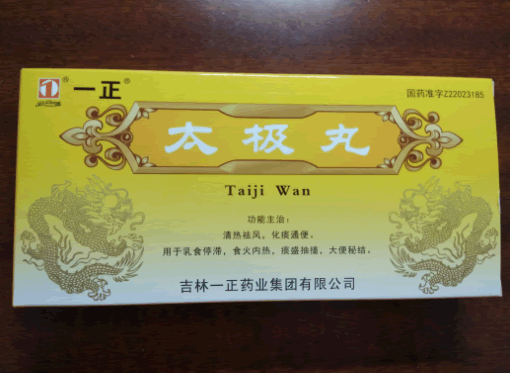 一正
国药准字Z22023185
太极丸
Taiji Wan
功能主治：
清热祛风，化痰通便。
用于乳食停滞，食火内热，痰盛抽搐，大便秘结。
吉林一正药业集团有限公司